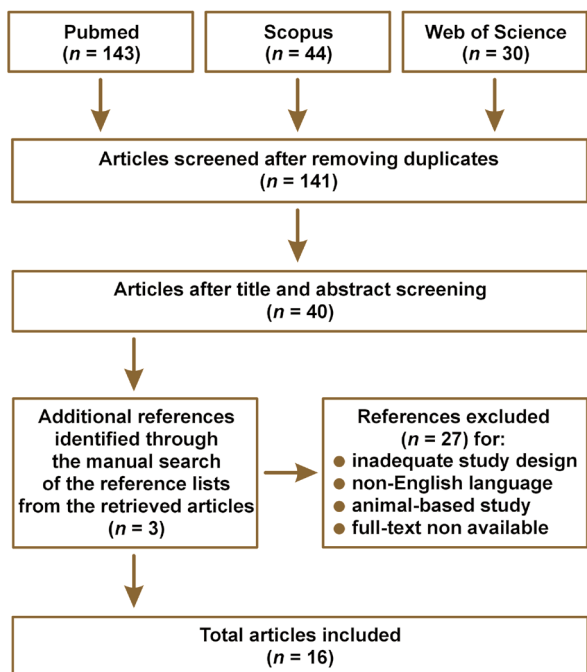 Pubmed
(n = 143)
Scopus
(n = 44)
Web of Science
(n = 30)
Articles screened after removing duplicates
(n = 141)
Articles after title and abstract screening
(n = 40)
Additional references
identified through
the manual search
of the reference lists
from the retrieved articles
(n = 3)
References excluded
(n = 27) for:
● inadequate study design
● non-English language
● animal-based study
● full-text non available
Total articles included
(n = 16)